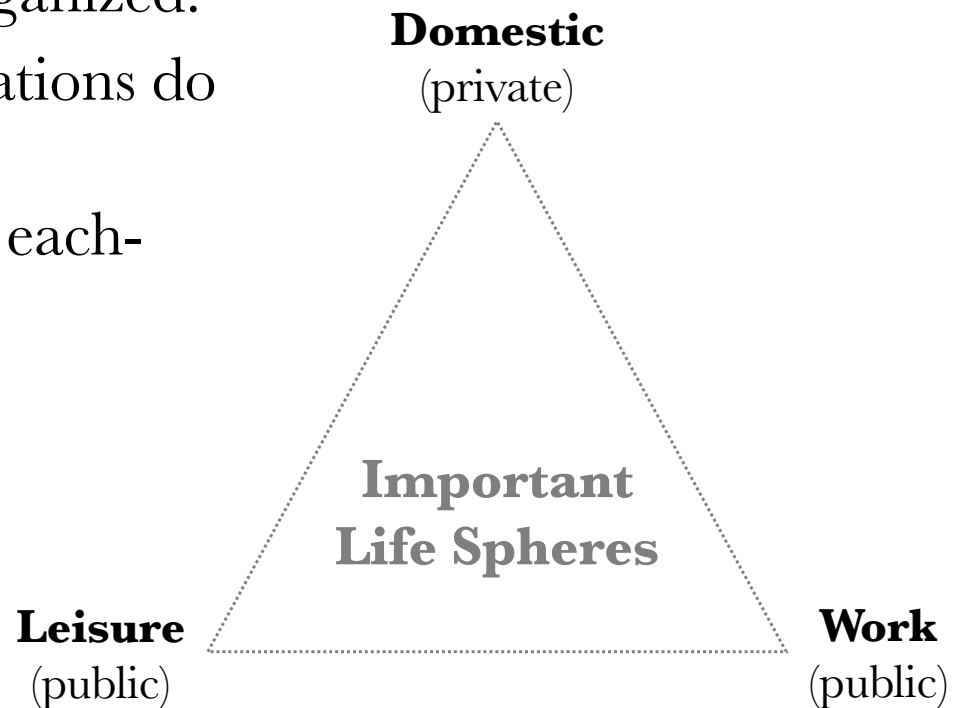 ganized.
ations do
each-
Domestic
(private)
Important
Life Spheres
Leisure
(public)
Work
(public)